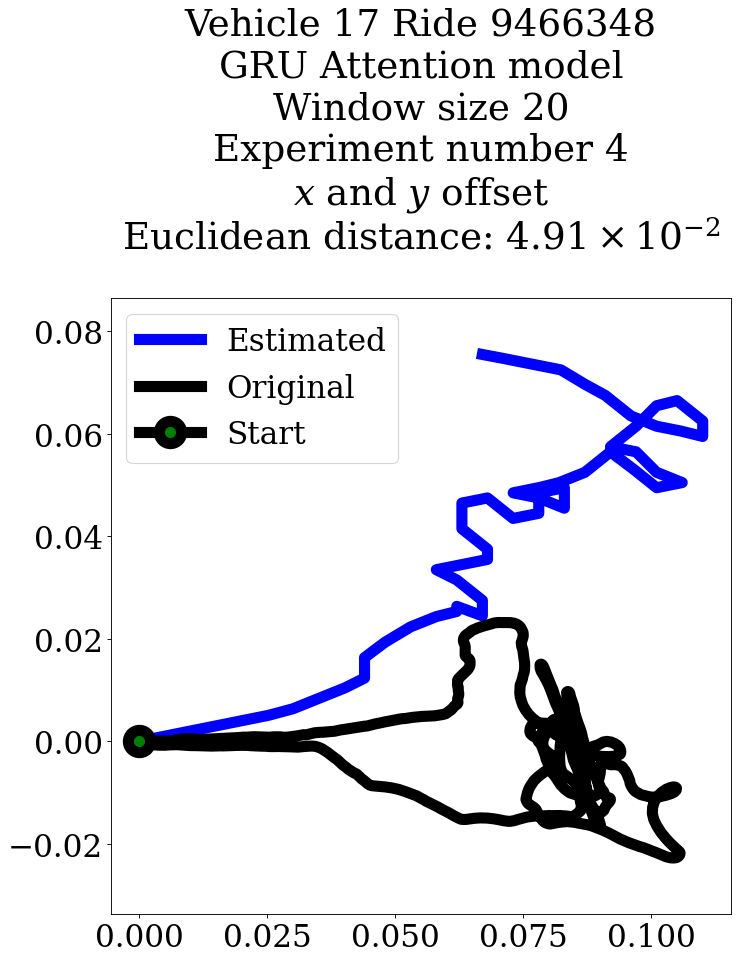 Vehicle 17 Ride 9466348
GRU Attention model
Window size 20
Experiment number 4
x and y offset
Euclidean distance: 4.91 × 10⁻²
Estimated
Original
Start
0.08
0.06
0.04
0.02
0.00
−0.02
0.000 0.025 0.050 0.075 0.100